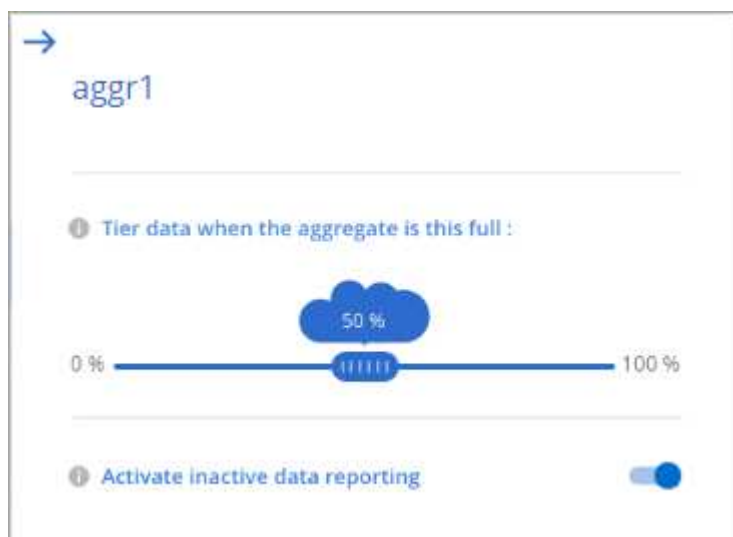 aggr1
Tier data when the aggregate is this full :
50 %
0 %
100 %
Activate inactive data reporting